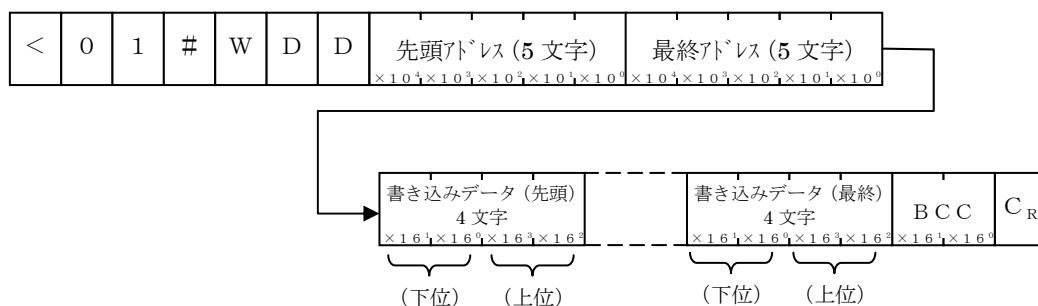 < 0 1 # W D D 先頭アドレス (5 文字) 最終アドレス (5 文字)
×10⁴ ×10³ ×10² ×10¹ ×10⁰ ×10⁴ ×10³ ×10² ×10¹ ×10⁰
書き込みデータ (先頭) 書き込みデータ (最終)
4 文字 4 文字 BCC C_R
×16¹ ×16⁰ ×16³ ×16² ×16¹ ×16⁰ ×16³ ×16² ×16¹ ×16⁰
(下位) (上位) (下位) (上位)